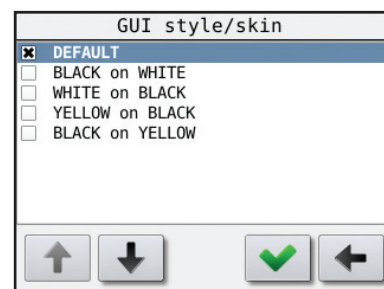 GUI style/skin
DEFAULT
BLACK on WHITE
WHITE on BLACK
YELLOW on BLACK
BLACK on YELLOW